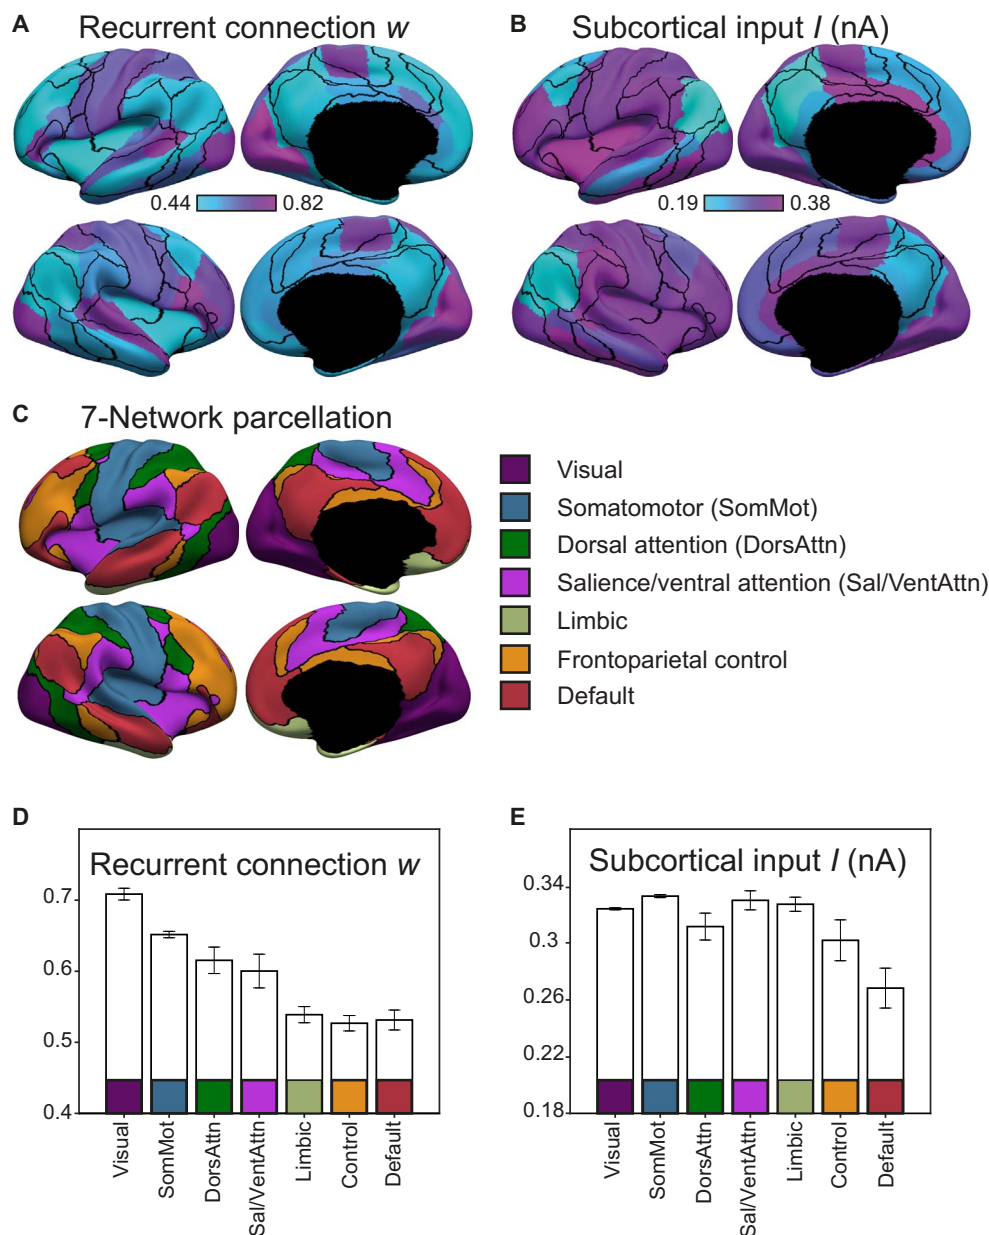 A Recurrent connection w
B Subcortical input I (nA)
0.44 0.82
0.19 0.38
C 7-Network parcellation
Visual
Somatomotor (SomMot)
Dorsal attention (DorsAttn)
Salience/ventral attention (Sal/VentAttn)
Limbic
Frontoparietal control
Default
D
Recurrent connection w
0.7
0.6
0.5
0.4
Visual
SomMot
DorsAttn
Sal/VentAttn
Limbic
Control
Default
E
Subcortical input I (nA)
0.34
0.3
0.26
0.22
0.18
Visual
SomMot
DorsAttn
Sal/VentAttn
Limbic
Control
Default